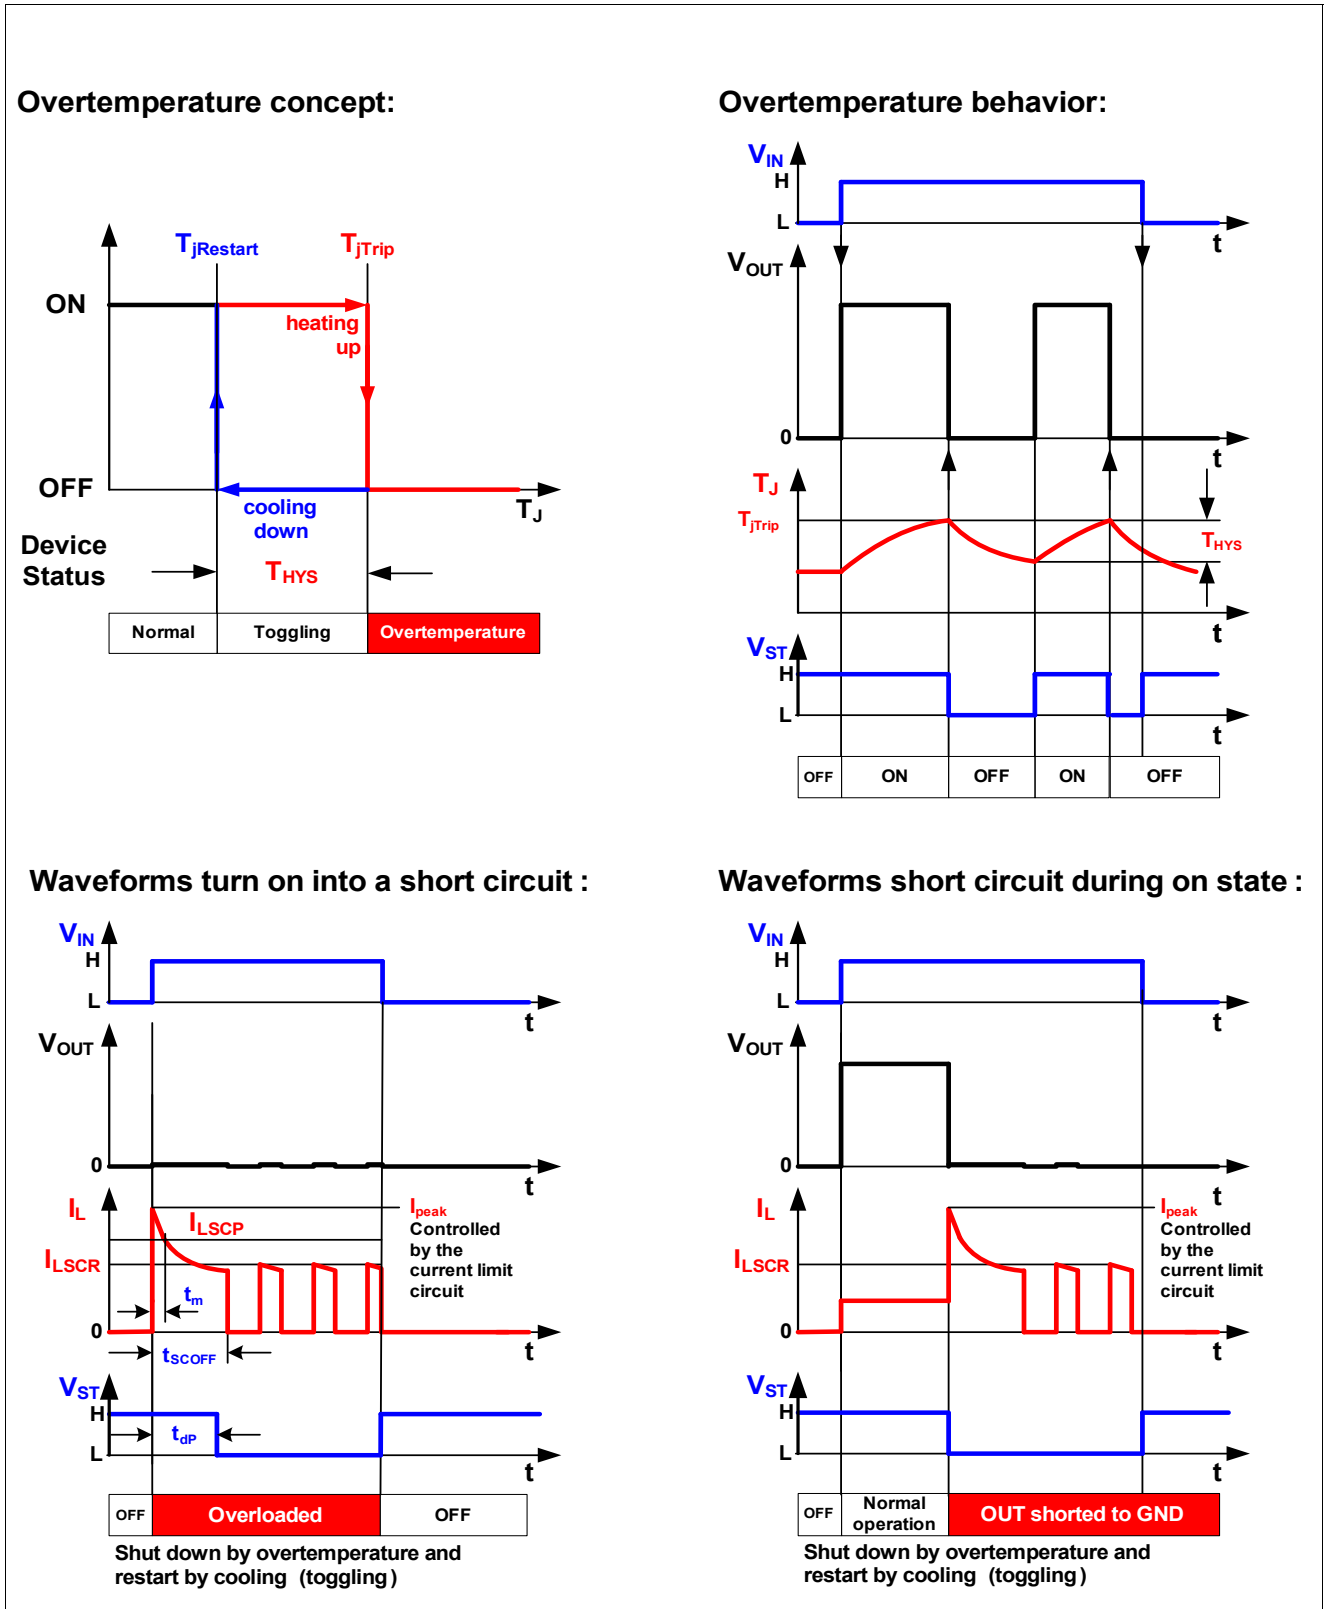 Overtemperature concept:
TjRestart
TjTrip
ON
heating
up
OFF
cooling
down
TJ
Device
Status
THYS
Normal
Toggling
Overtemperature
Overtemperature behavior:
VIN
H
L
t
VOUT
0
t
TJ
TjTrip
THYS
t
VST
H
L
t
OFF
ON
OFF
ON
OFF
Waveforms turn on into a short circuit :
VIN
H
L
t
VOUT
0
t
IL
Ipeak
ILSCP
Controlled
by the
current limit
circuit
ILSCR
tm
0
t
tSCOFF
VST
H
tdP
L
t
OFF
Overloaded
OFF
Shut down by overtemperature and
restart by cooling (toggling)
Waveforms short circuit during on state :
VIN
H
L
t
VOUT
0
t
IL
Ipeak
Controlled
by the
current limit
circuit
ILSCR
0
t
VST
H
L
t
OFF
Normal
operation
OUT shorted to GND
Shut down by overtemperature and
restart by cooling (toggling)